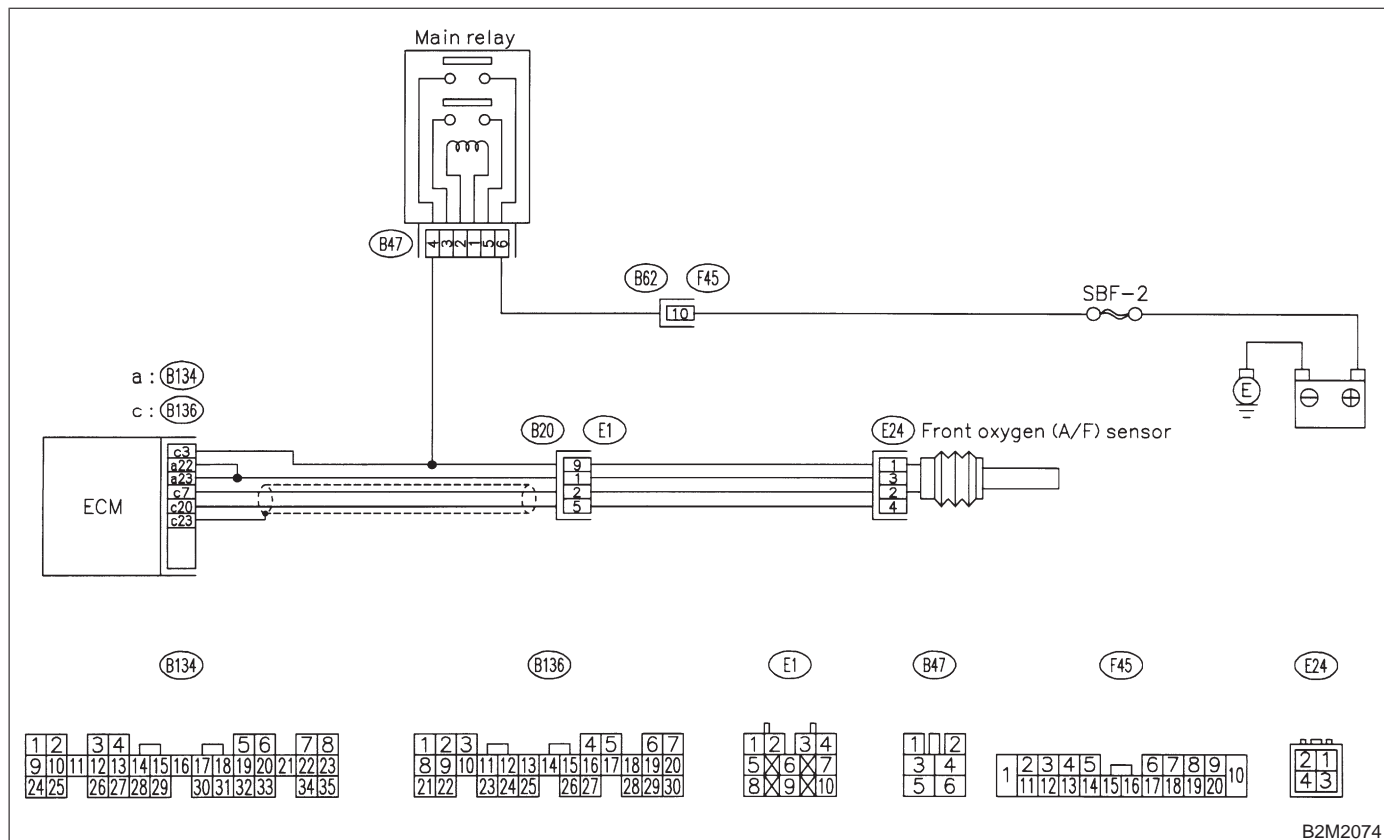 Main relay
B47 4 3 2 1 5 6
B62 F45
10
SBF-2
E
⊖ ⊕
a : B134
c : B136
B20 E1
E24 Front oxygen (A/F) sensor
ECM
c3
a22
a23
c7
c20
c23
9
1
2
5
1
3
2
4
B134
1 2 3 4 5 6 7 8
9 10 11 12 13 14 15 16 17 18 19 20 21 22 23
24 25 26 27 28 29 30 31 32 33 34 35
B136
1 2 3 4 5 6 7
8 9 10 11 12 13 14 15 16 17 18 19 20
21 22 23 24 25 26 27 28 29 30
E1
1 2 3 4
5 6 7
8 9 10
B47
1 2
3 4
5 6
F45
1 2 3 4 5 6 7 8 9 10
11 12 13 14 15 16 17 18 19 20
E24
2 1
4 3
B2M2074